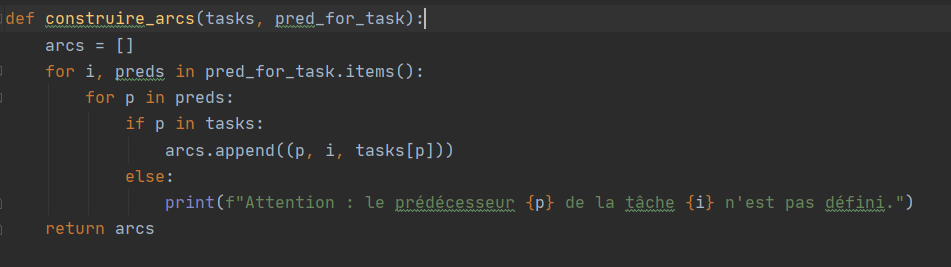 def construire_arcs(tasks, pred_for_task):
    arcs = []
    for i, preds in pred_for_task.items():
        for p in preds:
            if p in tasks:
                arcs.append((p, i, tasks[p]))
            else:
                print(f"Attention : le prédécesseur {p} de la tâche {i} n'est pas défini.")
    return arcs